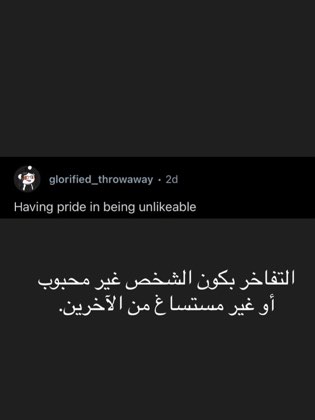 glorified_throwaway • 2d
Having pride in being unlikeable
التفاخر بكون الشخص غير محبوب
أو غير مستساغ من الآخرين.